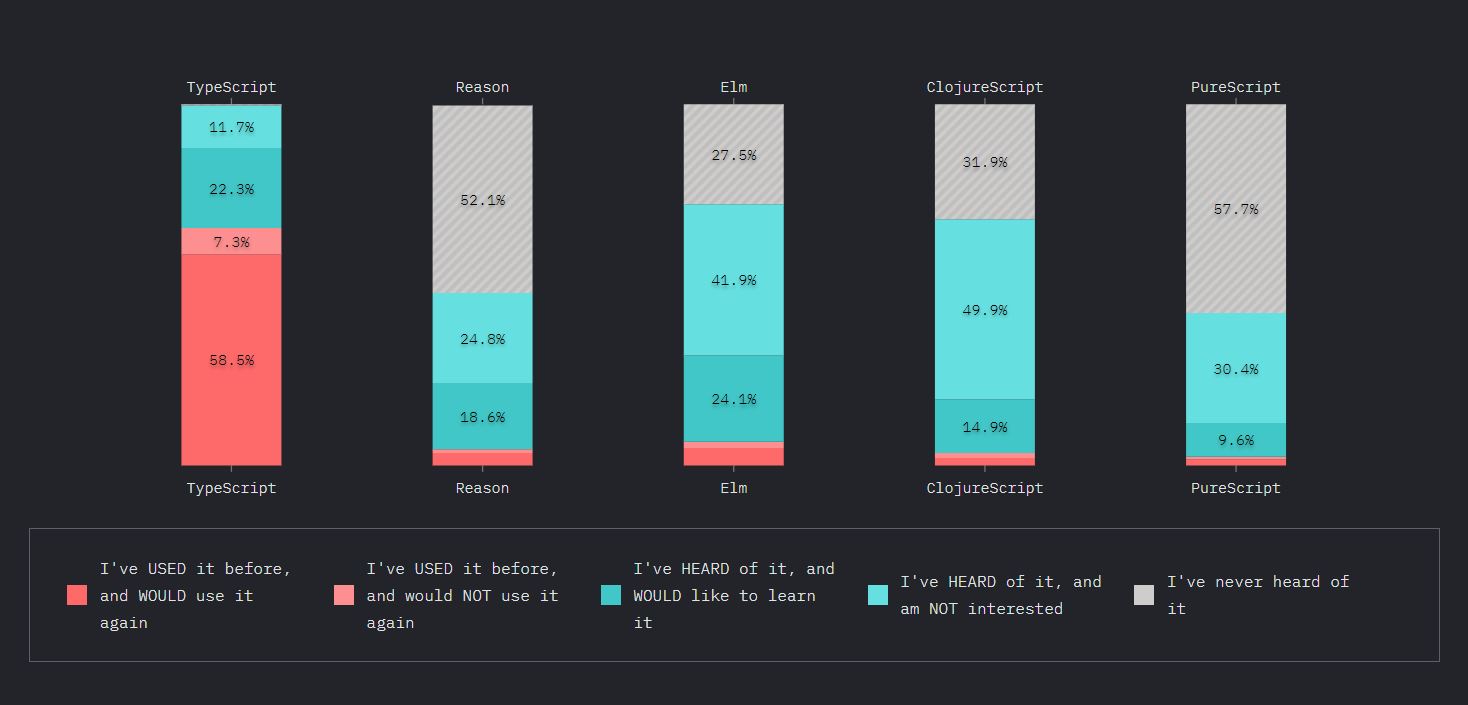 TypeScript Reason Elm ClojureScript PureScript
11.7%
22.3%
7.3%
58.5%
52.1%
24.8%
18.6%
27.5%
41.9%
24.1%
31.9%
49.9%
14.9%
57.7%
30.4%
9.6%
TypeScript Reason Elm ClojureScript PureScript
I've USED it before,
and WOULD use it
again
I've USED it before,
and would NOT use it
again
I've HEARD of it, and
WOULD like to learn
it
I've HEARD of it, and
am NOT interested
I've never heard of
it